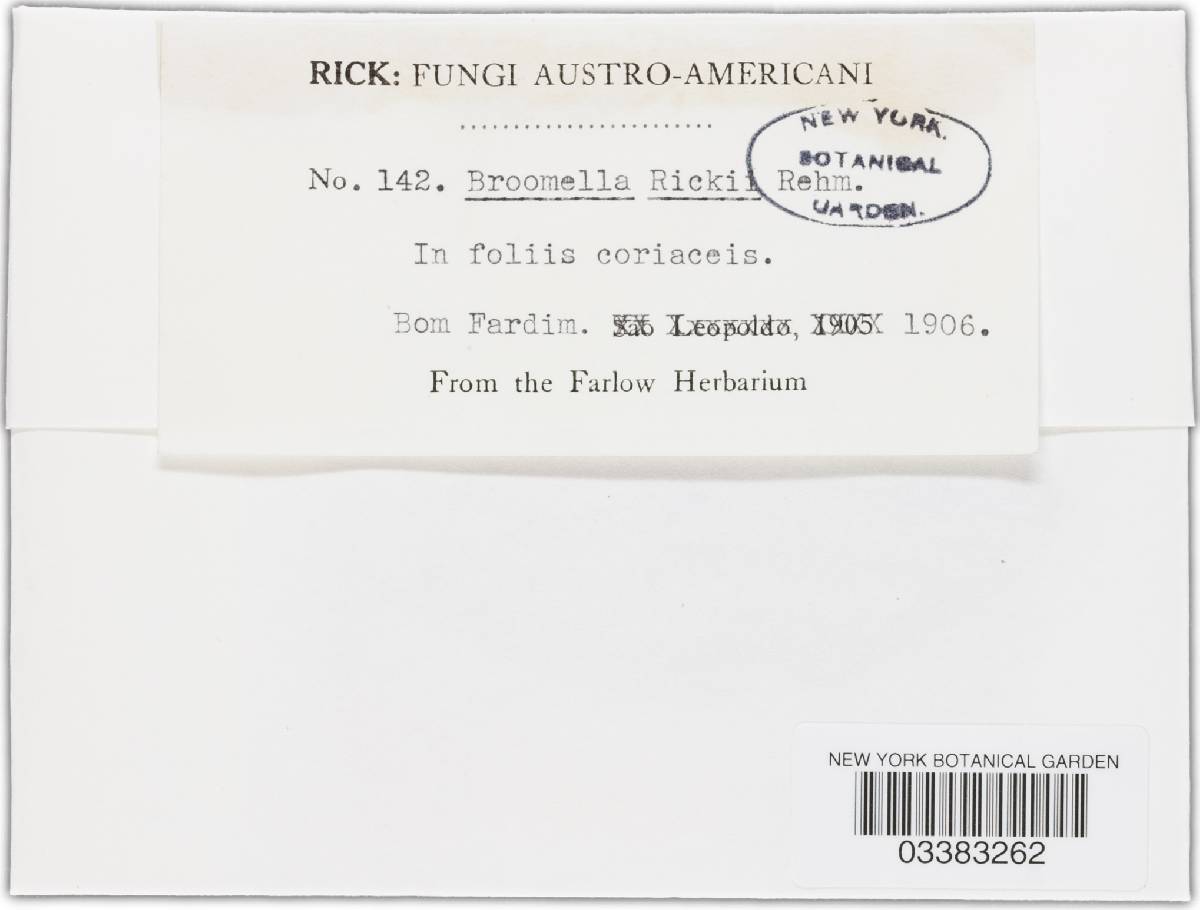 RICK: FUNGI AUSTRO-AMERICANI
NEW YORK.
BOTANICAL
GARDEN.
No. 142. Broomella Rickii Rehm.
In foliis coriaceis.
Bom Fardim. Sao Leopoldo, 1905 1906.
From the Farlow Herbarium
NEW YORK BOTANICAL GARDEN
03383262